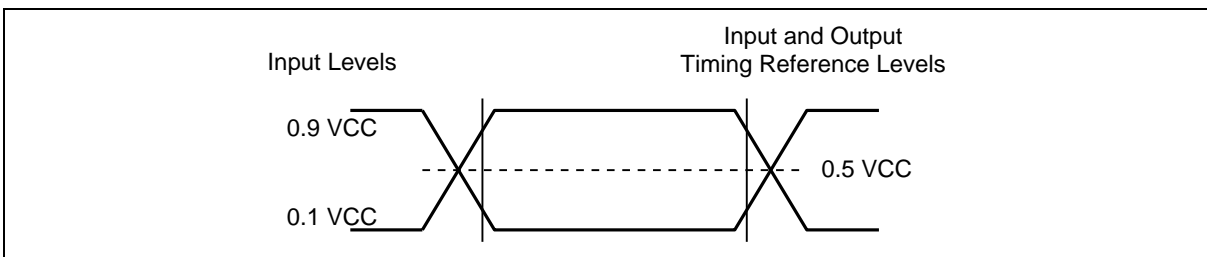 Input Levels
Input and Output
Timing Reference Levels
0.9 VCC
0.5 VCC
0.1 VCC